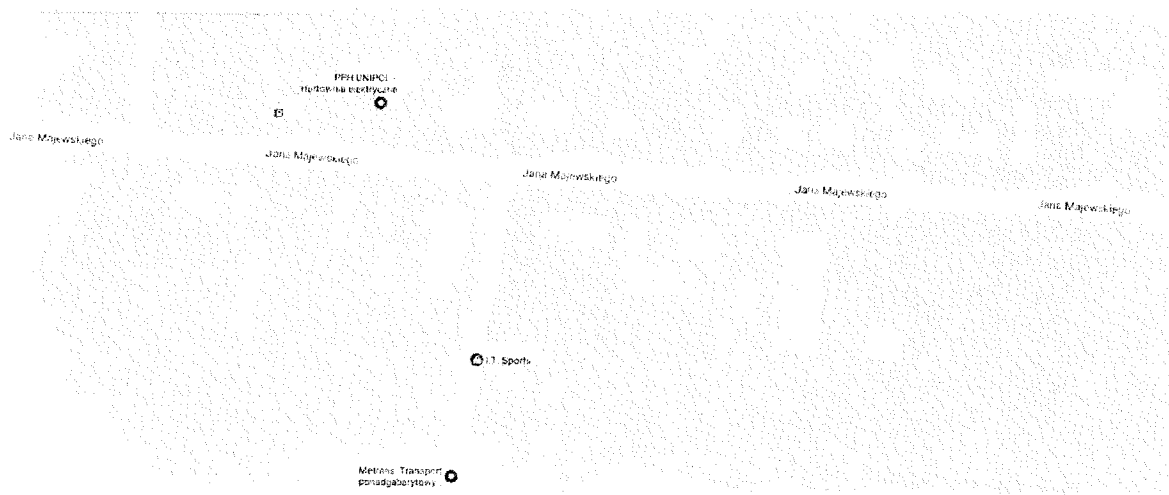 PPH UNIPOL -
Hurtownia elektryczna
Jana Majewskiego
Jana Majewskiego
Jana Majewskiego
Jana Majewskiego
Jana Majewskiego
Sports
Metrans. Transport
ponadgabarytowy...